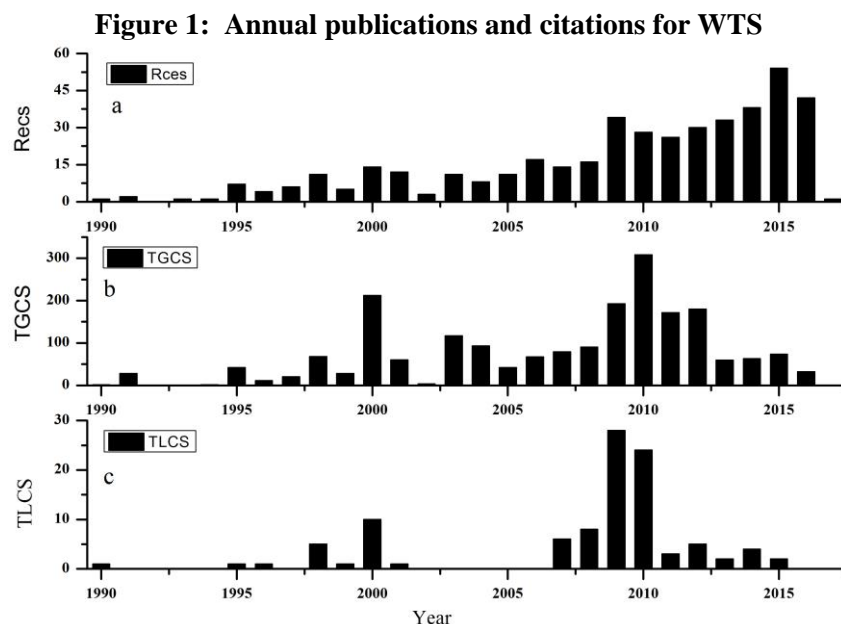 Figure 1: Annual publications and citations for WTS
60
45
30
15
0
Recs
Rces
a
1990 1995 2000 2005 2010 2015
300
200
100
0
TGCS
TGCS
b
1990 1995 2000 2005 2010 2015
30
20
10
0
TLCS
TLCS
c
1990 1995 2000 2005 2010 2015
Year